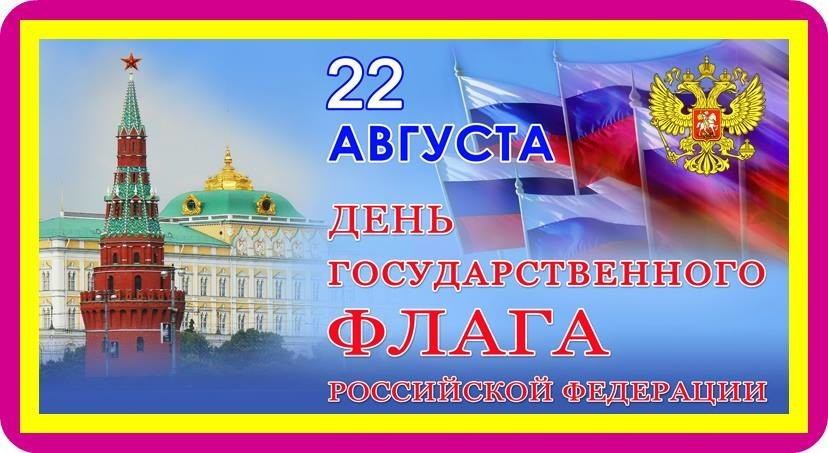 22
АВГУСТА
ДЕНЬ
ГОСУДАРСТВЕННОГО
ФЛАГА
РОССИЙСКОЙ ФЕДЕРАЦИИ